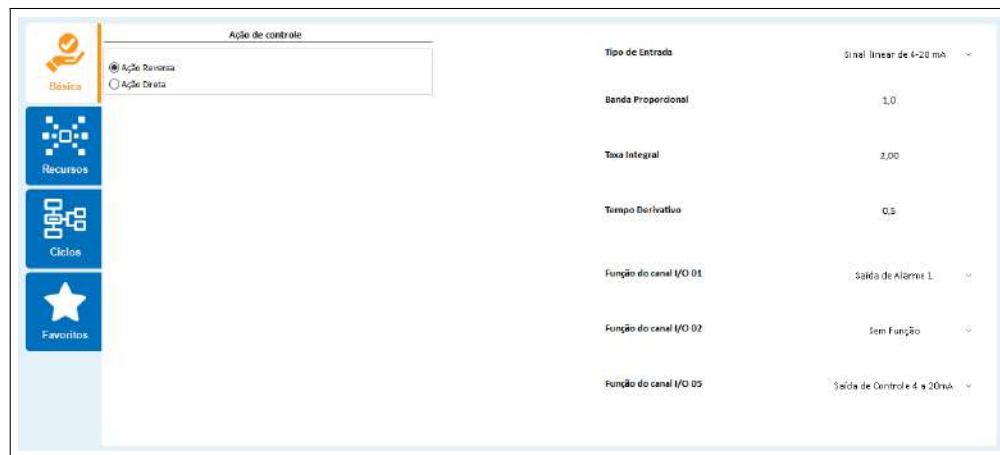 Básica
Recursos
Ciclos
Favoritos
Ação de controle
Ação Reversa
Ação Direta
Tipo de Entrada Sinal linear de 4-20 mA
Banda Proporcional 1,0
Taxa Integral 2,00
Tempo Derivativo 0,5
Função do canal I/O 01 Saída de Alarme 1
Função do canal I/O 02 Sem Função
Função do canal I/O 05 Saída de Controle 4 a 20mA